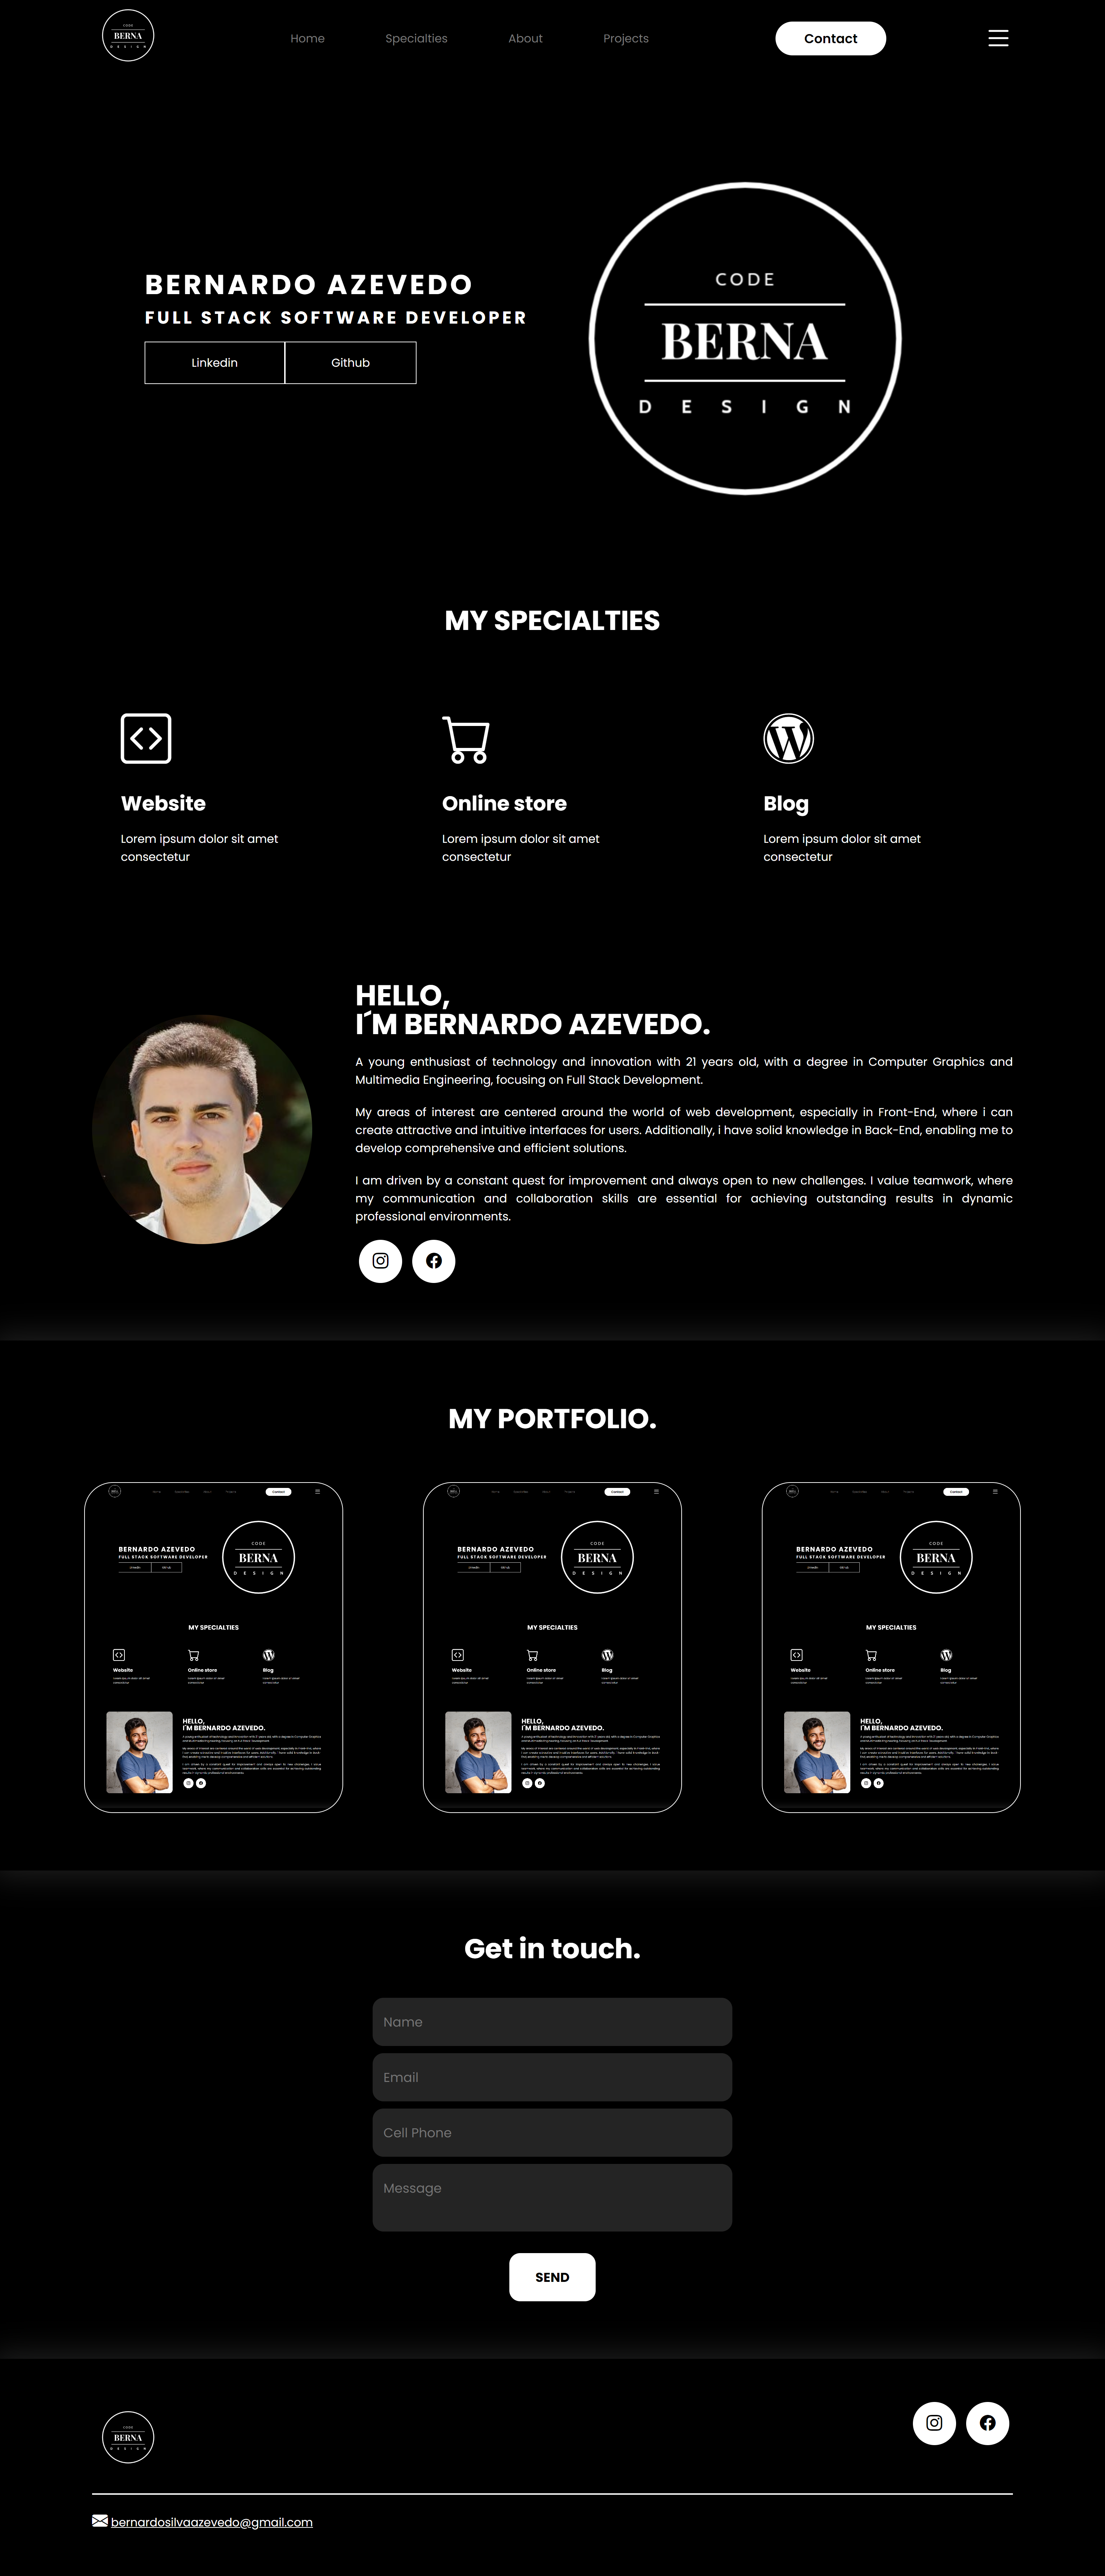 CODE
BERNA
DESIGN
Home
Specialties
About
Projects
Contact
BERNARDO AZEVEDO
FULL STACK SOFTWARE DEVELOPER
Linkedin
Github
CODE
BERNA
DESIGN
MY SPECIALTIES
Website
Lorem ipsum dolor sit amet
consectetur
Online store
Lorem ipsum dolor sit amet
consectetur
Blog
Lorem ipsum dolor sit amet
consectetur
HELLO,
I´M BERNARDO AZEVEDO.
A young enthusiast of technology and innovation with 21 years old, with a degree in Computer Graphics and
Multimedia Engineering, focusing on Full Stack Development.
My areas of interest are centered around the world of web development, especially in Front-End, where i can
create attractive and intuitive interfaces for users. Additionally, i have solid knowledge in Back-End, enabling me to
develop comprehensive and efficient solutions.
I am driven by a constant quest for improvement and always open to new challenges. I value teamwork, where
my communication and collaboration skills are essential for achieving outstanding results in dynamic
professional environments.
MY PORTFOLIO.
Contact
BERNARDO AZEVEDO
FULL STACK SOFTWARE DEVELOPER
CODE
BERNA
DESIGN
MY SPECIALTIES
Website
Online store
Blog
HELLO,
I´M BERNARDO AZEVEDO.
Contact
BERNARDO AZEVEDO
FULL STACK SOFTWARE DEVELOPER
CODE
BERNA
DESIGN
MY SPECIALTIES
Website
Online store
Blog
HELLO,
I´M BERNARDO AZEVEDO.
Contact
BERNARDO AZEVEDO
FULL STACK SOFTWARE DEVELOPER
CODE
BERNA
DESIGN
MY SPECIALTIES
Website
Online store
Blog
HELLO,
I´M BERNARDO AZEVEDO.
Get in touch.
Name
Email
Cell Phone
Message
SEND
CODE
BERNA
DESIGN
bernardosilvaazevedo@gmail.com